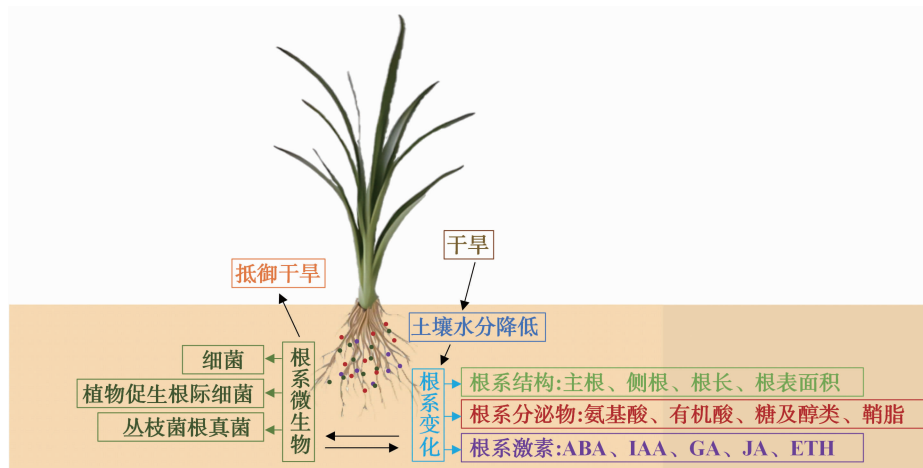 干旱
抵御干旱
土壤水分降低
细菌
植物促生根际细菌
丛枝菌根真菌
根系微生物
根系变化
根系结构:主根、侧根、根长、根表面积
根系分泌物:氨基酸、有机酸、糖及醇类、鞘脂
根系激素:ABA、IAA、GA、JA、ETH